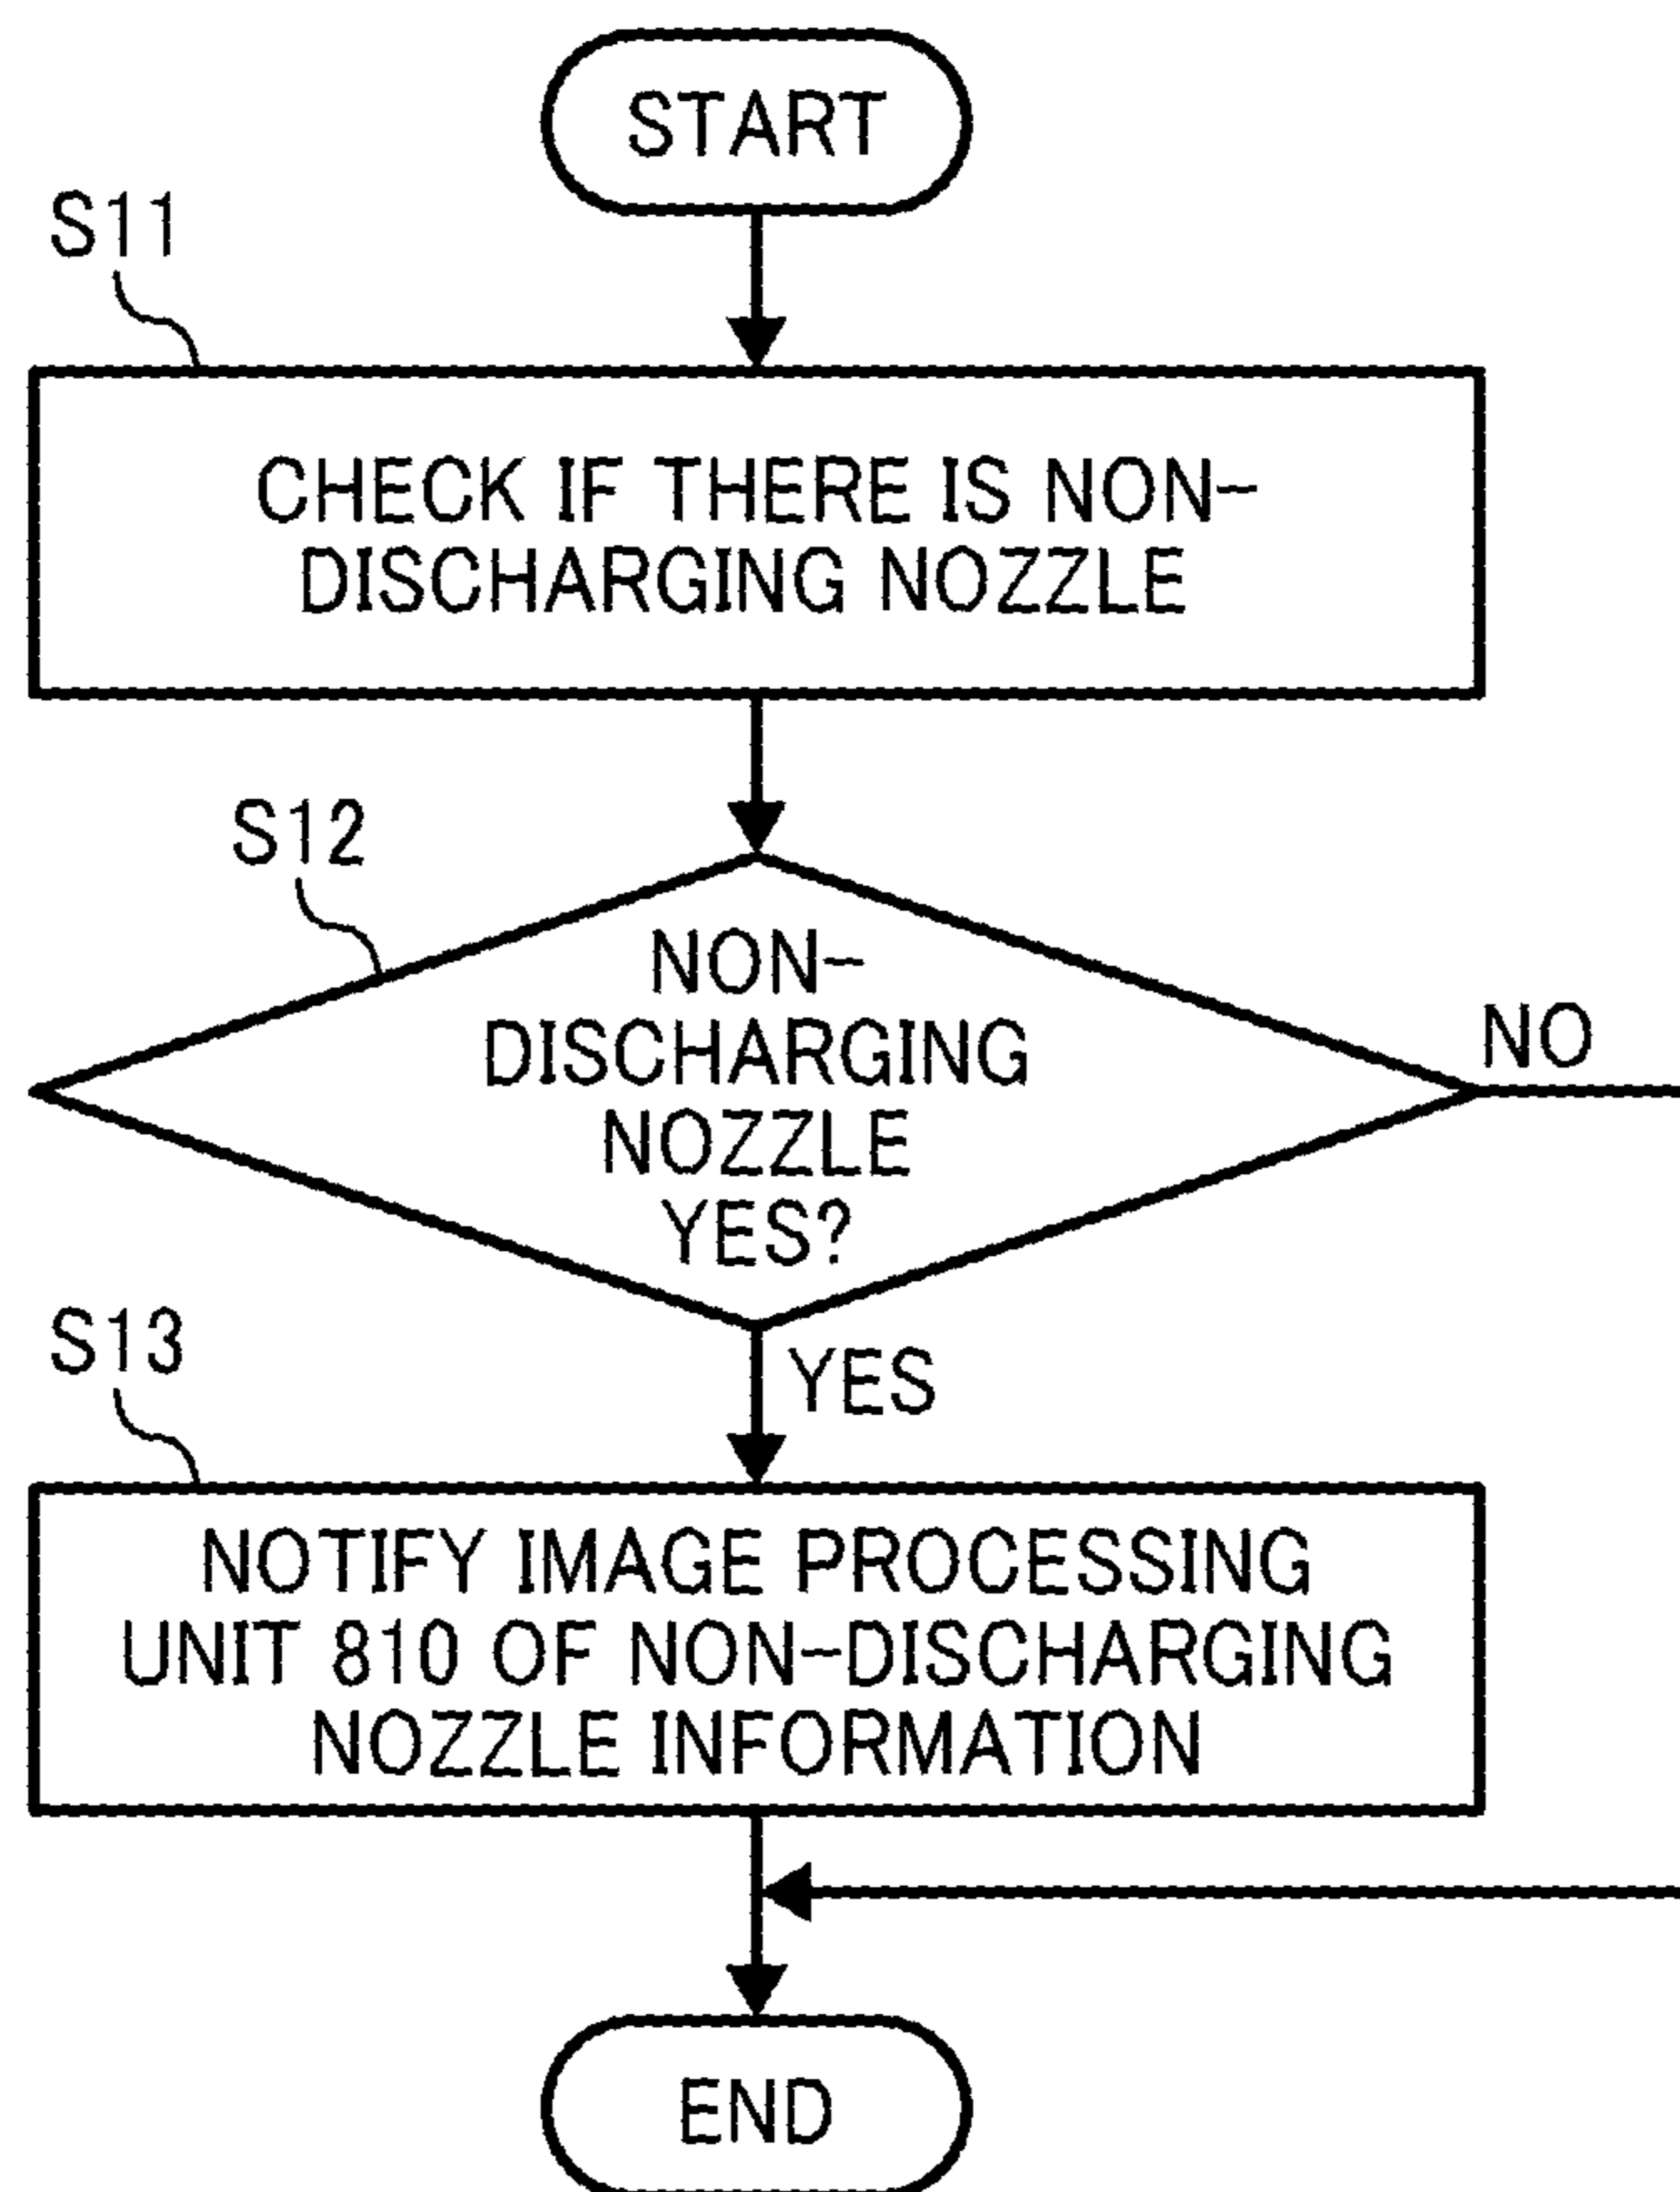 START
S11
CHECK IF THERE IS NON-
DISCHARGING NOZZLE
S12
NON-
DISCHARGING
NOZZLE
YES?
NO
YES
S13
NOTIFY IMAGE PROCESSING
UNIT 810 OF NON-DISCHARGING
NOZZLE INFORMATION
END